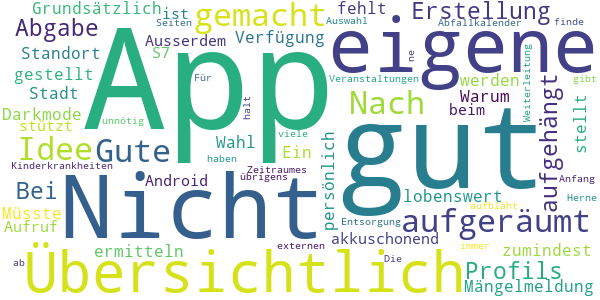 Grundsätzlich
App
eigene
gut
Nicht
Übersichtlich
gemacht
ist
fehlt
Erstellung
Auswahl
Abfallkalender
finde
Abgabe
Ausserdem
Seiten
Verfügung
ne
Standort
S7
gestellt
Für
Veranstaltungen
werden
Weiterleitung
gibt
Stadt
Nach
Warum
aufgehängt
stellt
Darkmode
unnötig
halt
viele
beim
stützt
Wahl
persönlich
Idee
Gute
Ein
haben
Kinderkrankheiten
Zeitraumes
übrigens
Bei
Android
lobenswert
Anfang
Herne
Müsste
aufbläht
Aufruf
aufgeräumt
Entsorgung
akkuschonend
immer
zumindest
ermitteln
externen
Die
ab
Profils
Mängelmeldung